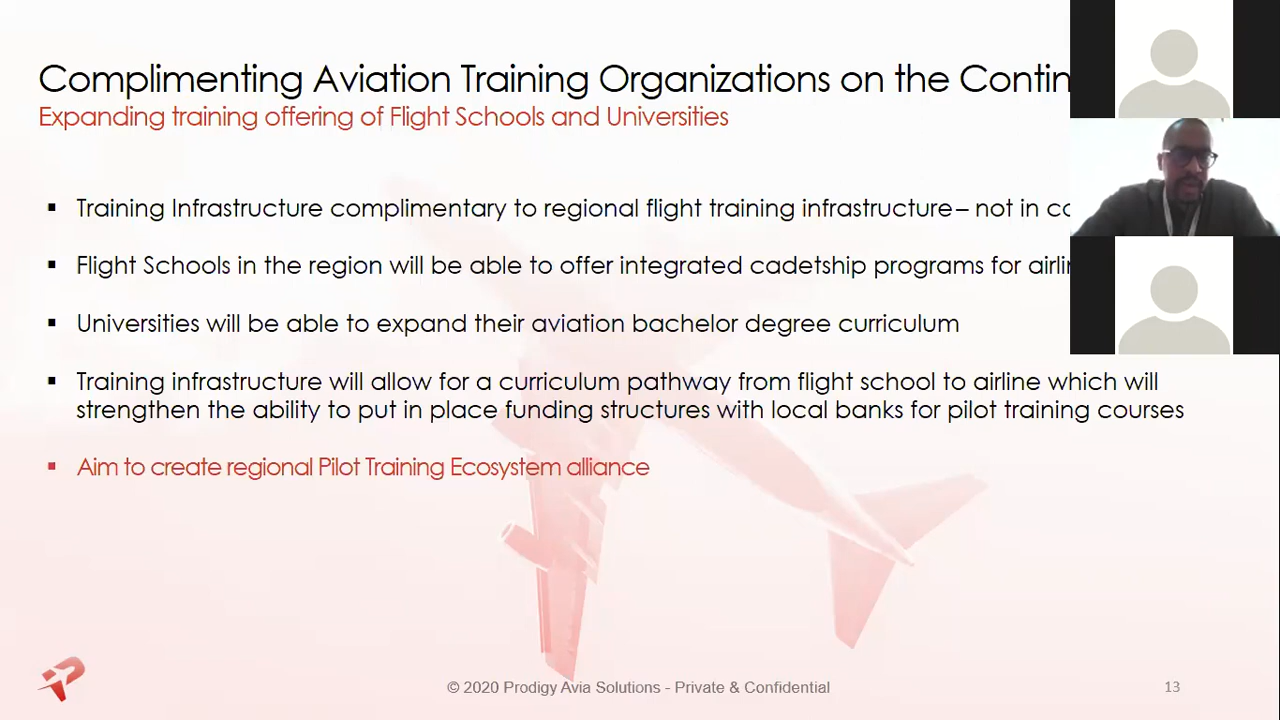 Complimenting Aviation Training Organizations on the
Expanding training offering of Flight Schools and Universities
▪ Training Infrastructure complimentary to regional flight training infrastructure – not in
▪ Flight Schools in the region will be able to offer integrated cadetship programs for
▪ Universities will be able to expand their aviation bachelor degree curriculum
▪ Training infrastructure will allow for a curriculum pathway from flight school to airline which will
strengthen the ability to put in place funding structures with local banks for pilot training courses
▪ Aim to create regional Pilot Training Ecosystem alliance
© 2020 Prodigy Avia Solutions - Private & Confidential
13